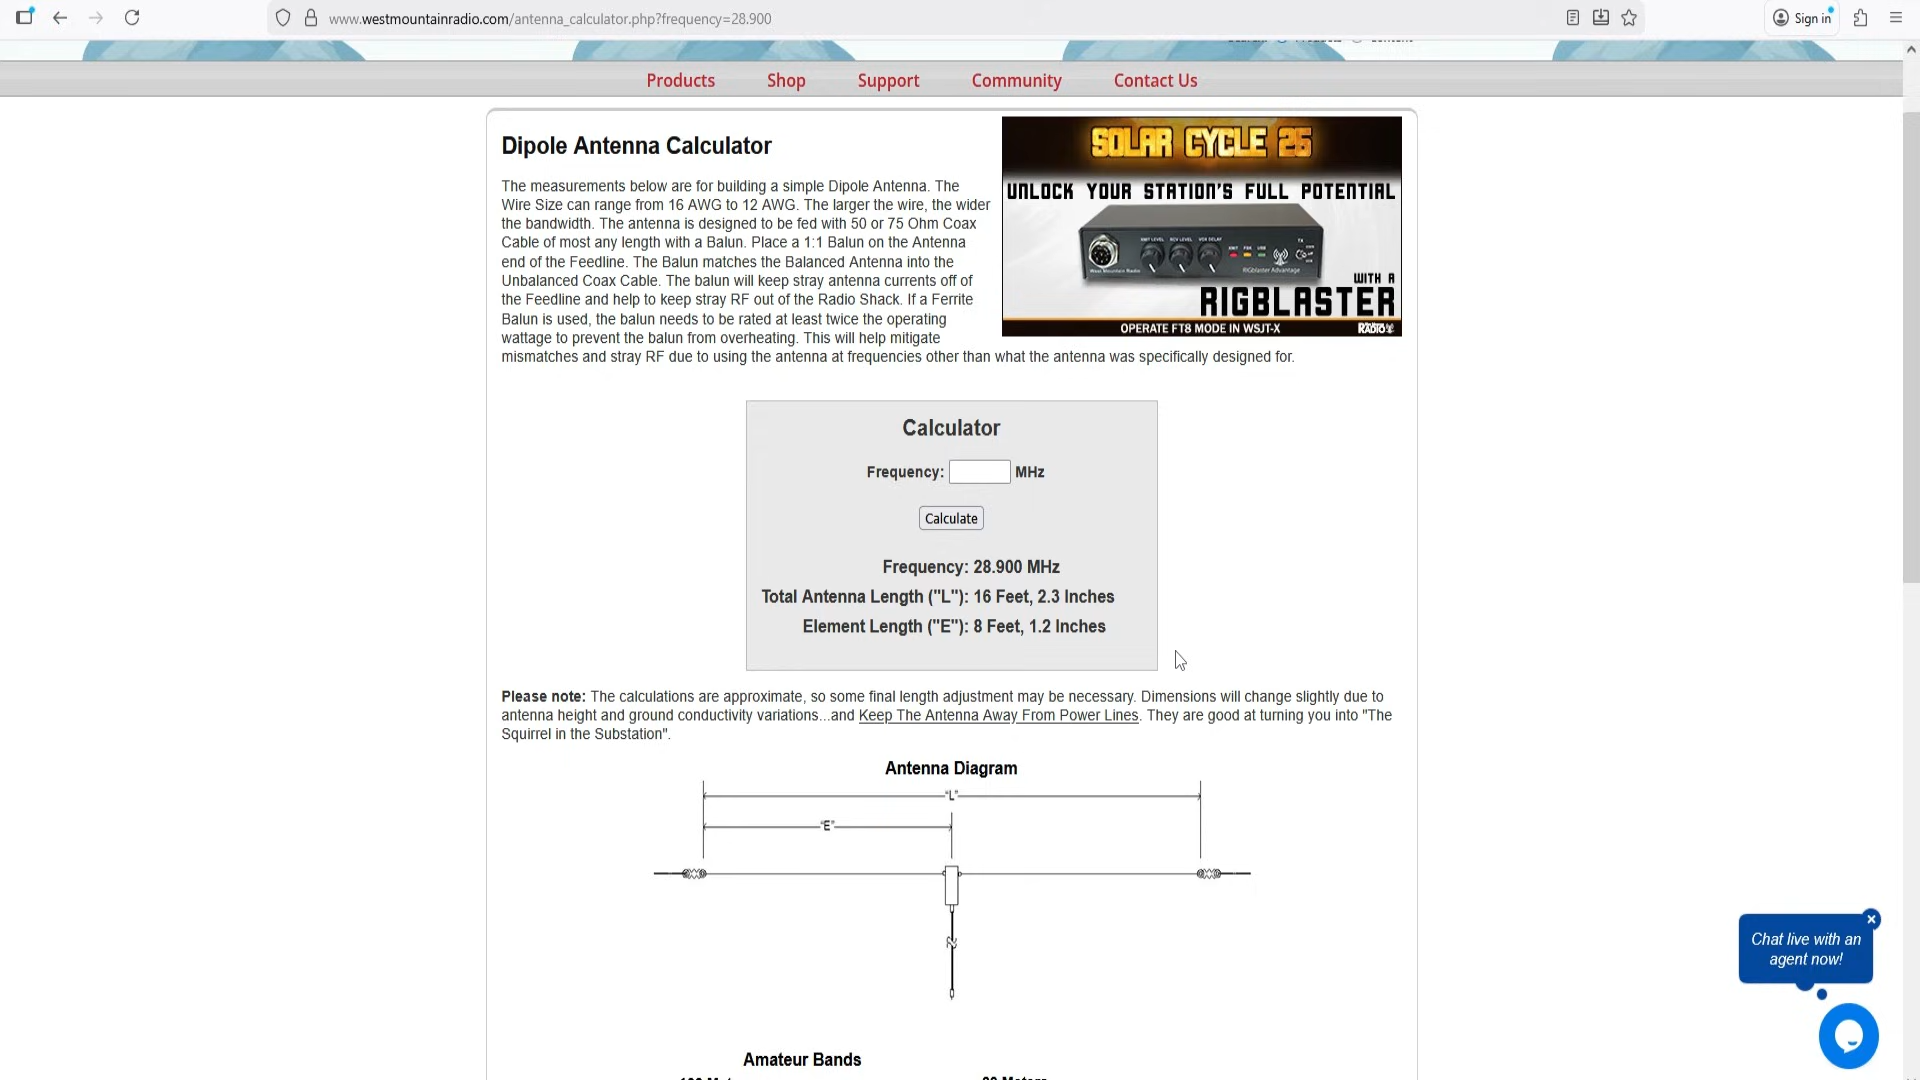 www.westmountainradio.com/antenna_calculator.php?frequency=28.900
Sign in
Products Shop Support Community Contact Us
Dipole Antenna Calculator
The measurements below are for building a simple Dipole Antenna. The
Wire Size can range from 16 AWG to 12 AWG. The larger the wire, the wider
the bandwidth. The antenna is designed to be fed with 50 or 75 Ohm Coax
Cable of most any length with a Balun. Place a 1:1 Balun on the Antenna
end of the Feedline. The Balun matches the Balanced Antenna into the
Unbalanced Coax Cable. The balun will keep stray antenna currents off of
the Feedline and help to keep stray RF out of the Radio Shack. If a Ferrite
Balun is used, the balun needs to be rated at least twice the operating
wattage to prevent the balun from overheating. This will help mitigate
mismatches and stray RF due to using the antenna at frequencies other than what the antenna was specifically designed for.
SOLAR CYCLE 25
UNLOCK YOUR STATION'S FULL POTENTIAL
XMIT LEVEL RCV LEVEL VOX DELAY
West Mountain Radio
RIGblaster Advantage
WITH A
RIGBLASTER
OPERATE FT8 MODE IN WSJT-X
Calculator
Frequency: MHz
Calculate
Frequency: 28.900 MHz
Total Antenna Length ("L"): 16 Feet, 2.3 Inches
Element Length ("E"): 8 Feet, 1.2 Inches
Please note: The calculations are approximate, so some final length adjustment may be necessary. Dimensions will change slightly due to
antenna height and ground conductivity variations...and Keep The Antenna Away From Power Lines. They are good at turning you into "The
Squirrel in the Substation".
Antenna Diagram
"L"
"E"
Chat live with an
agent now!
Amateur Bands